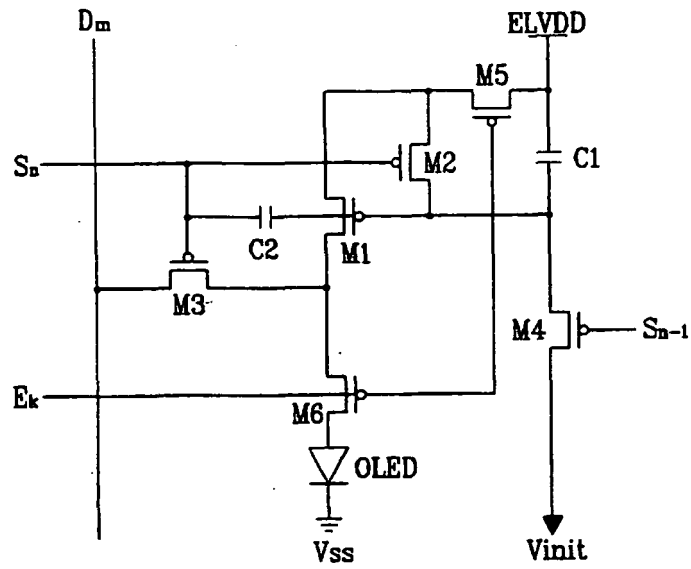 Dm
ELVDD
M5
Sn
M2
C1
C2
M1
M3
M4
Sn-1
Ek
M6
OLED
Vss
Vinit